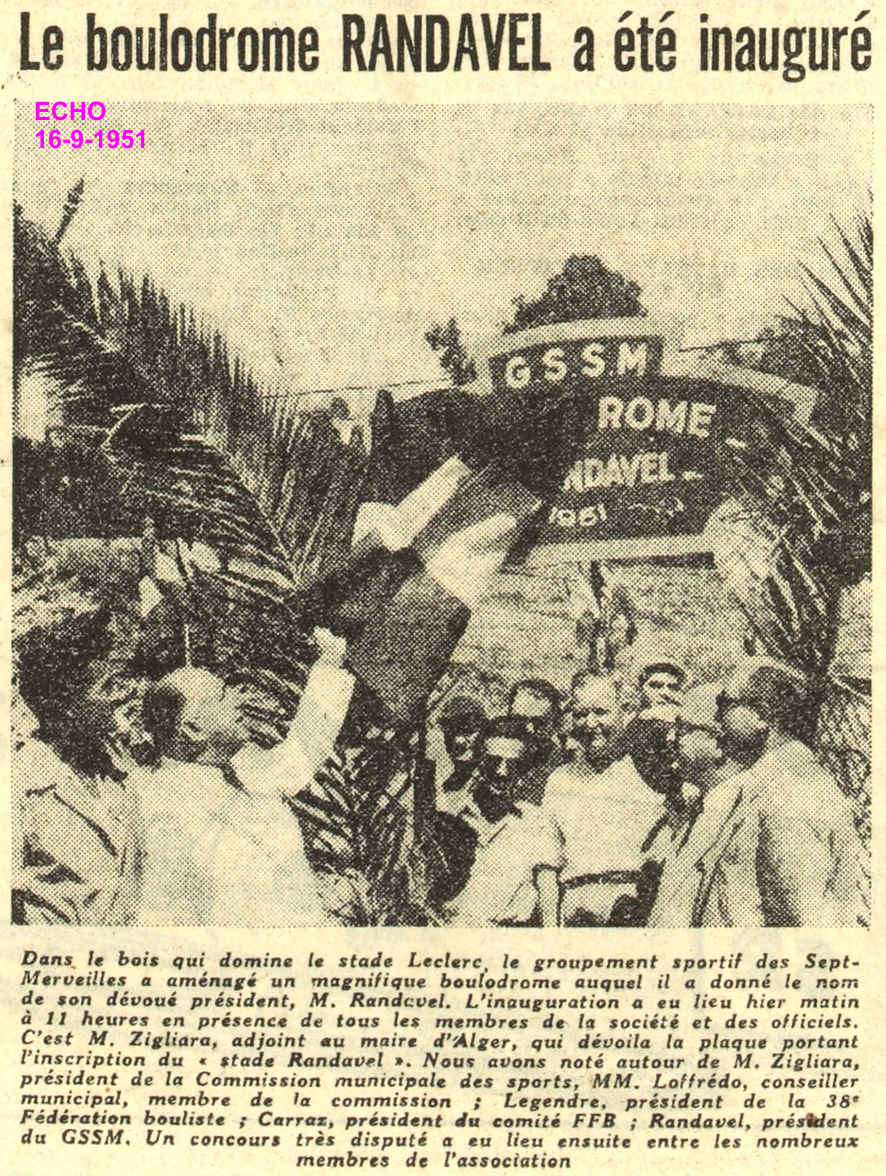 Le boulodrome RANDAVEL a été inauguré
ECHO
16-9-1951
GSSM
ROME
NDAVEL
1951
Dans le bois qui domine le stade Leclerc, le groupement sportif des Sept-
Merveilles a aménagé un magnifique boulodrome auquel il a donné le nom
de son dévoué président, M. Randavel. L'inauguration a eu lieu hier matin
à 11 heures en présence de tous les membres de la société et des officiels.
C'est M. Zigliara, adjoint au maire d'Alger, qui dévoila la plaque portant
l'inscription du « stade Randavel ». Nous avons noté autour de M. Zigliara,
président de la Commission municipale des sports, MM. Loffrédo, conseiller
municipal, membre de la commission ; Legendre, président de la 38e
Fédération bouliste ; Carraz, président du comité FFB ; Randavel, président
du GSSM. Un concours très disputé a eu lieu ensuite entre les nombreux
membres de l'association